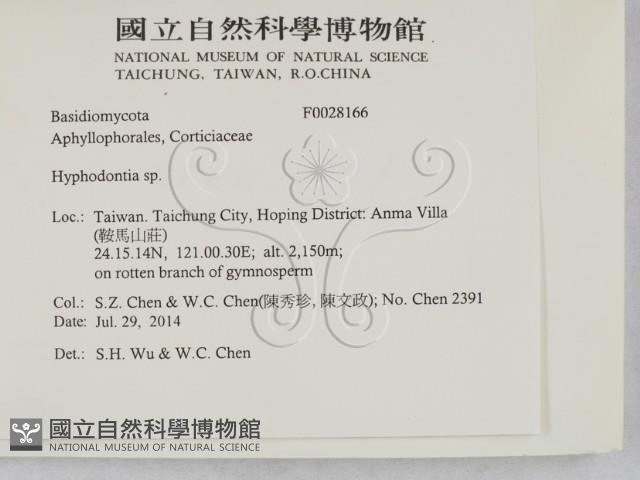 國立自然科學博物館
NATIONAL MUSEUM OF NATURAL SCIENCE
TAICHUNG, TAIWAN, R.O.CHINA
Basidiomycota F0028166
Aphyllophorales, Corticiaceae
Hyphodontia sp.
Loc.: Taiwan. Taichung City, Hoping District: Anma Villa
(鞍馬山莊)
24.15.14N, 121.00.30E; alt. 2,150m;
on rotten branch of gymnosperm
Col.: S.Z. Chen & W.C. Chen(陳秀珍, 陳文政); No. Chen 2391
Date: Jul. 29, 2014
Det.: S.H. Wu & W.C. Chen
國立自然科學博物館
NATIONAL MUSEUM OF NATURAL SCIENCE